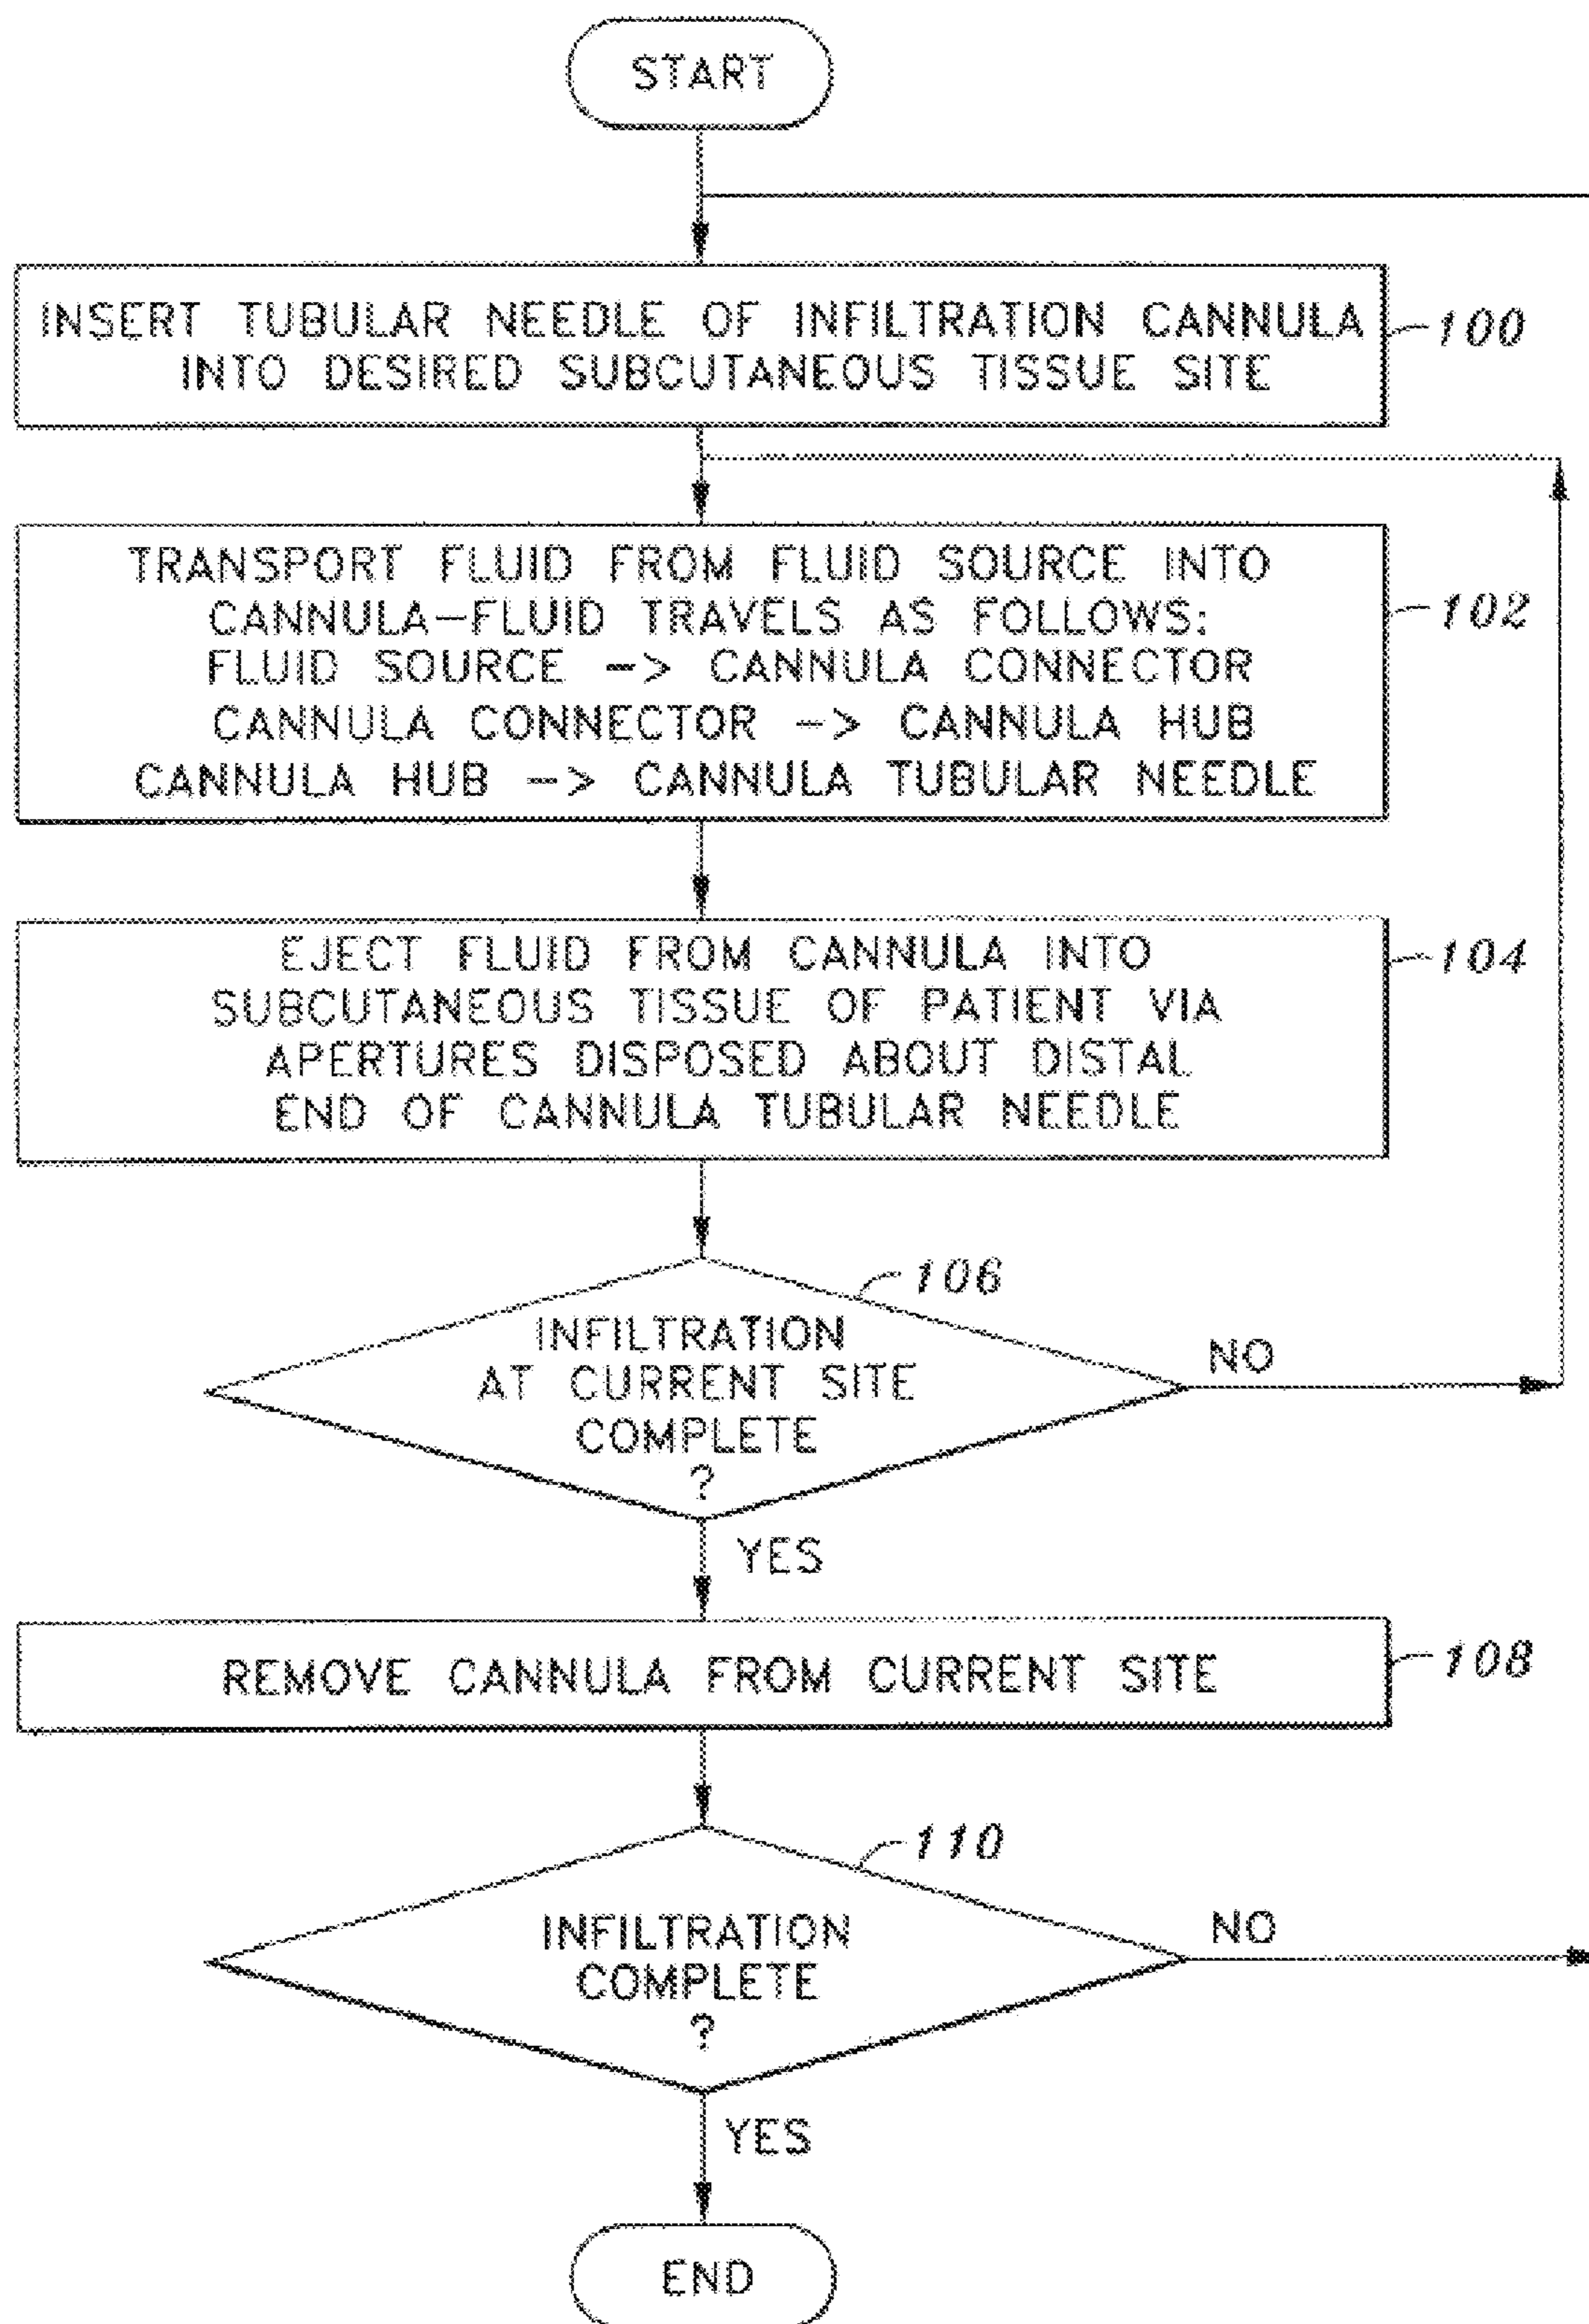 START
INSERT TUBULAR NEEDLE OF INFILTRATION CANNULA
INTO DESIRED SUBCUTANEOUS TISSUE SITE
100
TRANSPORT FLUID FROM FLUID SOURCE INTO
CANNULA-FLUID TRAVELS AS FOLLOWS:
FLUID SOURCE -> CANNULA CONNECTOR
CANNULA CONNECTOR -> CANNULA HUB
CANNULA HUB -> CANNULA TUBULAR NEEDLE
102
EJECT FLUID FROM CANNULA INTO
SUBCUTANEOUS TISSUE OF PATIENT VIA
APERTURES DISPOSED ABOUT DISTAL
END OF CANNULA TUBULAR NEEDLE
104
106
INFILTRATION
AT CURRENT SITE
COMPLETE
?
NO
YES
REMOVE CANNULA FROM CURRENT SITE
108
110
INFILTRATION
COMPLETE
?
NO
YES
END